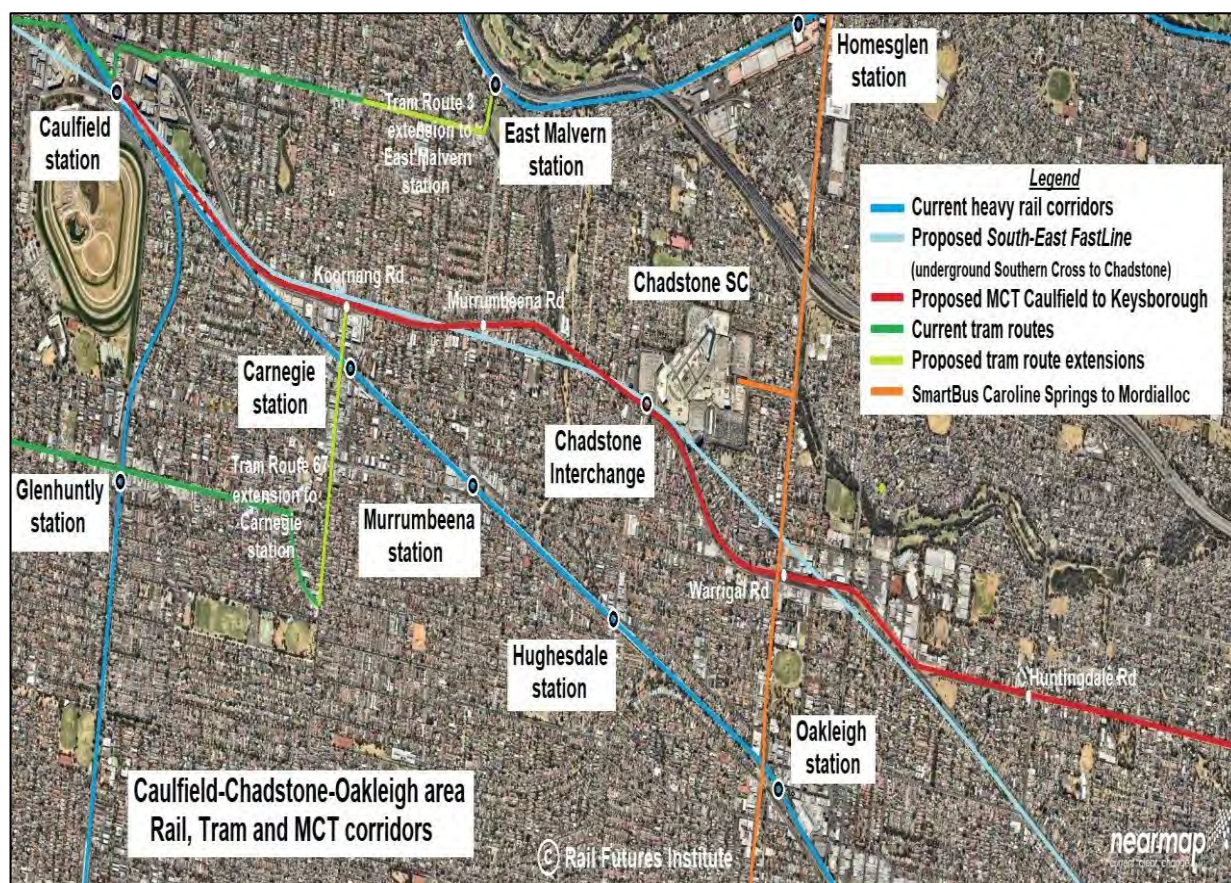 Homesglen
station
Caulfield
station
Tram Route 3
extension to
East Malvern
station
East Malvern
station
Legend
Current heavy rail corridors
Proposed South-East FastLine
(underground Southern Cross to Chadstone)
Proposed MCT Caulfield to Keysborough
Current tram routes
Proposed tram route extensions
SmartBus Caroline Springs to Mordialloc
Koornang Rd
Murrumbeena Rd
Chadstone SC
Carnegie
station
Chadstone
Interchange
Glenhuntly
station
Tram Route 67
extension to
Carnegie
station
Murrumbeena
station
Warrigal Rd
Hughesdale
station
Huntingdale Rd
Oakleigh
station
Caulfield-Chadstone-Oakleigh area
Rail, Tram and MCT corridors
© Rail Futures Institute
nearmap